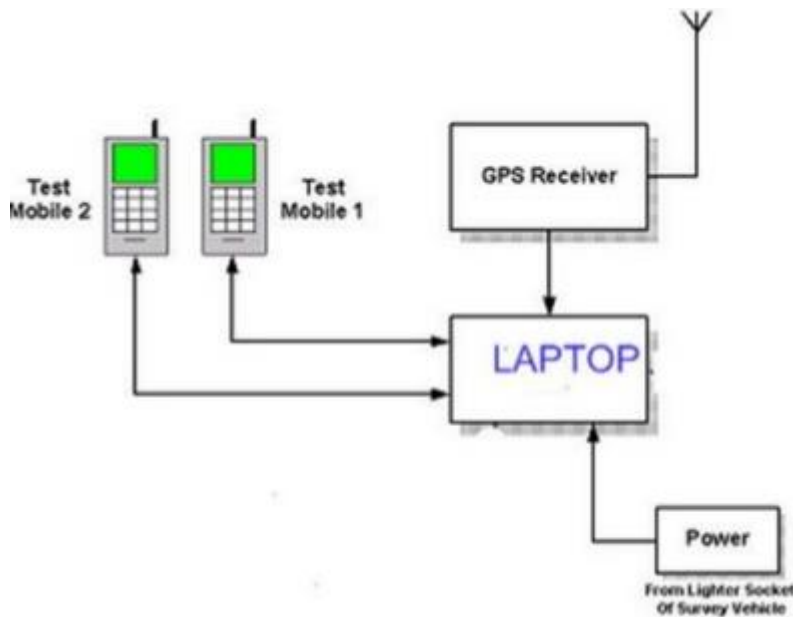 Test
Mobile 2
Test
Mobile 1
GPS Receiver
LAPTOP
Power
From Lighter Socket
Of Survey Vehicle